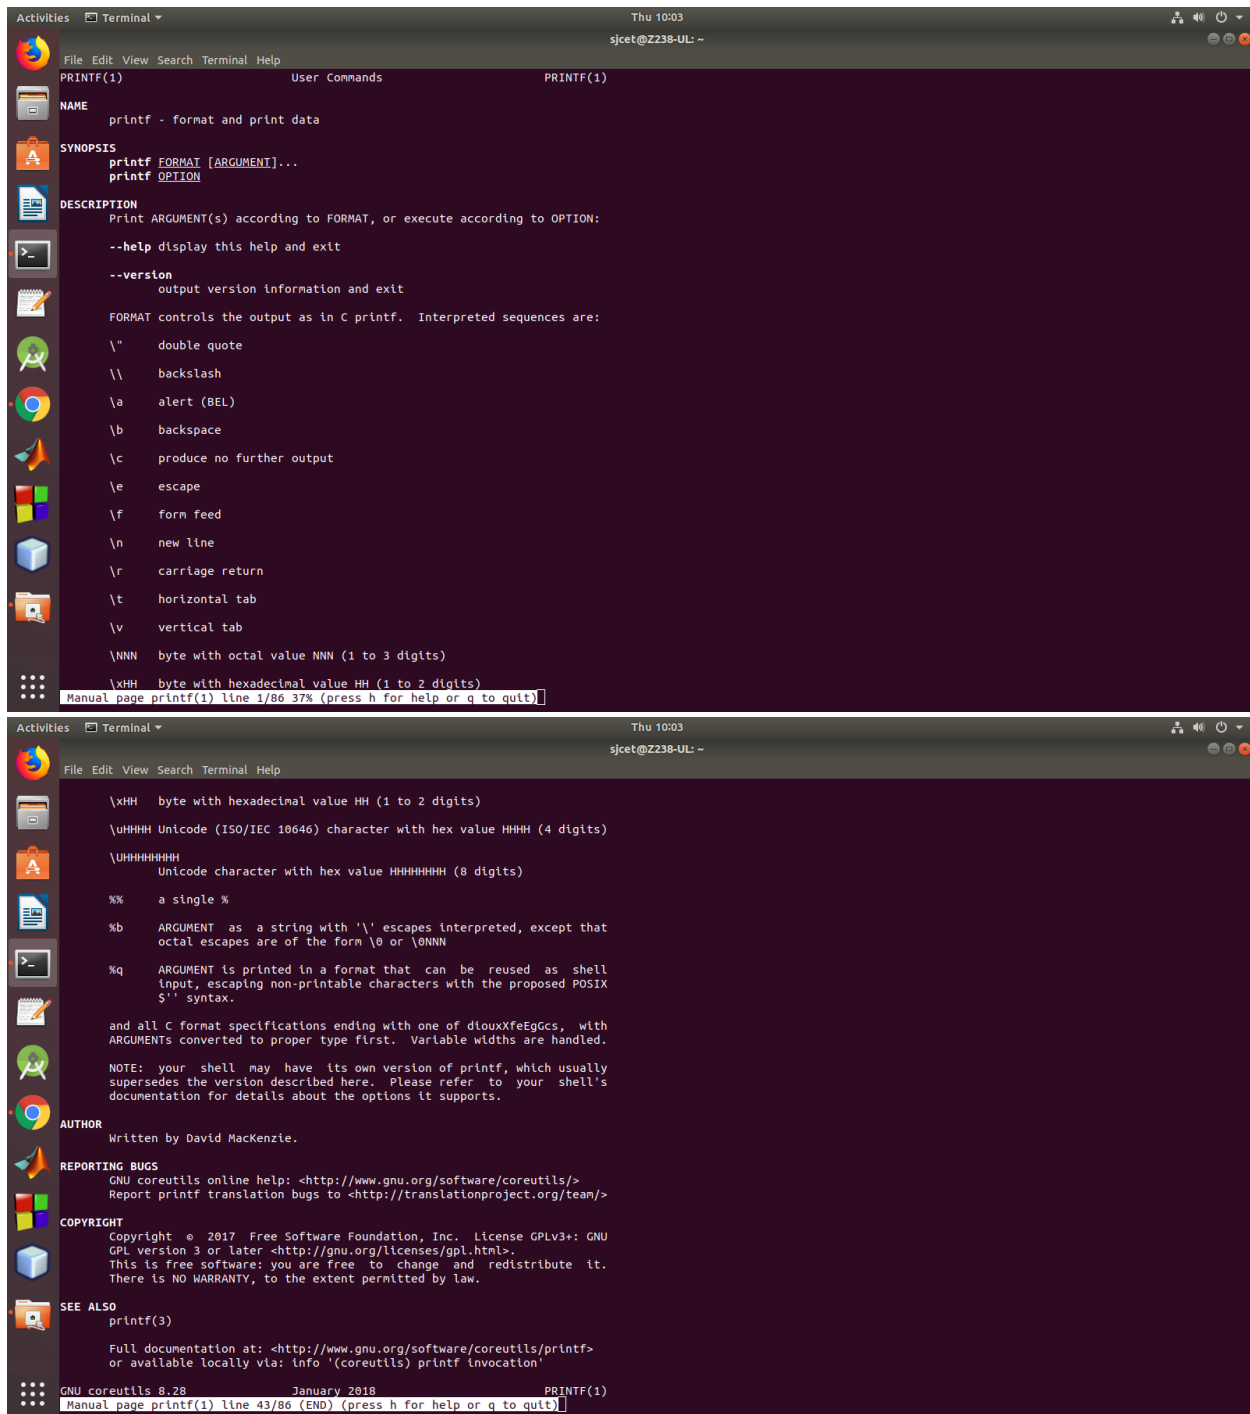 Activities Terminal Thu 10:03
sjcet@Z238-UL: ~
File Edit View Search Terminal Help
PRINTF(1) User Commands PRINTF(1)
NAME
printf - format and print data
SYNOPSIS
printf FORMAT [ARGUMENT]...
printf OPTION
DESCRIPTION
Print ARGUMENT(s) according to FORMAT, or execute according to OPTION:
--help display this help and exit
--version
output version information and exit
FORMAT controls the output as in C printf. Interpreted sequences are:
\" double quote
\\ backslash
\a alert (BEL)
\b backspace
\c produce no further output
\e escape
\f form feed
\n new line
\r carriage return
\t horizontal tab
\v vertical tab
\NNN byte with octal value NNN (1 to 3 digits)
\xHH byte with hexadecimal value HH (1 to 2 digits)
Manual page printf(1) line 1/86 37% (press h for help or q to quit)
Activities Terminal Thu 10:03
sjcet@Z238-UL: ~
File Edit View Search Terminal Help
\xHH byte with hexadecimal value HH (1 to 2 digits)
\uHHHH Unicode (ISO/IEC 10646) character with hex value HHHH (4 digits)
\UHHHHHHHH
Unicode character with hex value HHHHHHHH (8 digits)
%% a single %
%b ARGUMENT as a string with '\' escapes interpreted, except that
octal escapes are of the form \0 or \0NNN
%q ARGUMENT is printed in a format that can be reused as shell
input, escaping non-printable characters with the proposed POSIX
$'' syntax.
and all C format specifications ending with one of diouxXfeEgGcs, with
ARGUMENTs converted to proper type first. Variable widths are handled.
NOTE: your shell may have its own version of printf, which usually
supersedes the version described here. Please refer to your shell's
documentation for details about the options it supports.
AUTHOR
Written by David MacKenzie.
REPORTING BUGS
GNU coreutils online help: <http://www.gnu.org/software/coreutils/>
Report printf translation bugs to <http://translationproject.org/team/>
COPYRIGHT
Copyright © 2017 Free Software Foundation, Inc. License GPLv3+: GNU
GPL version 3 or later <http://gnu.org/licenses/gpl.html>.
This is free software: you are free to change and redistribute it.
There is NO WARRANTY, to the extent permitted by law.
SEE ALSO
printf(3)
Full documentation at: <http://www.gnu.org/software/coreutils/printf>
or available locally via: info '(coreutils) printf invocation'
GNU coreutils 8.28 January 2018 PRINTF(1)
Manual page printf(1) line 43/86 (END) (press h for help or q to quit)